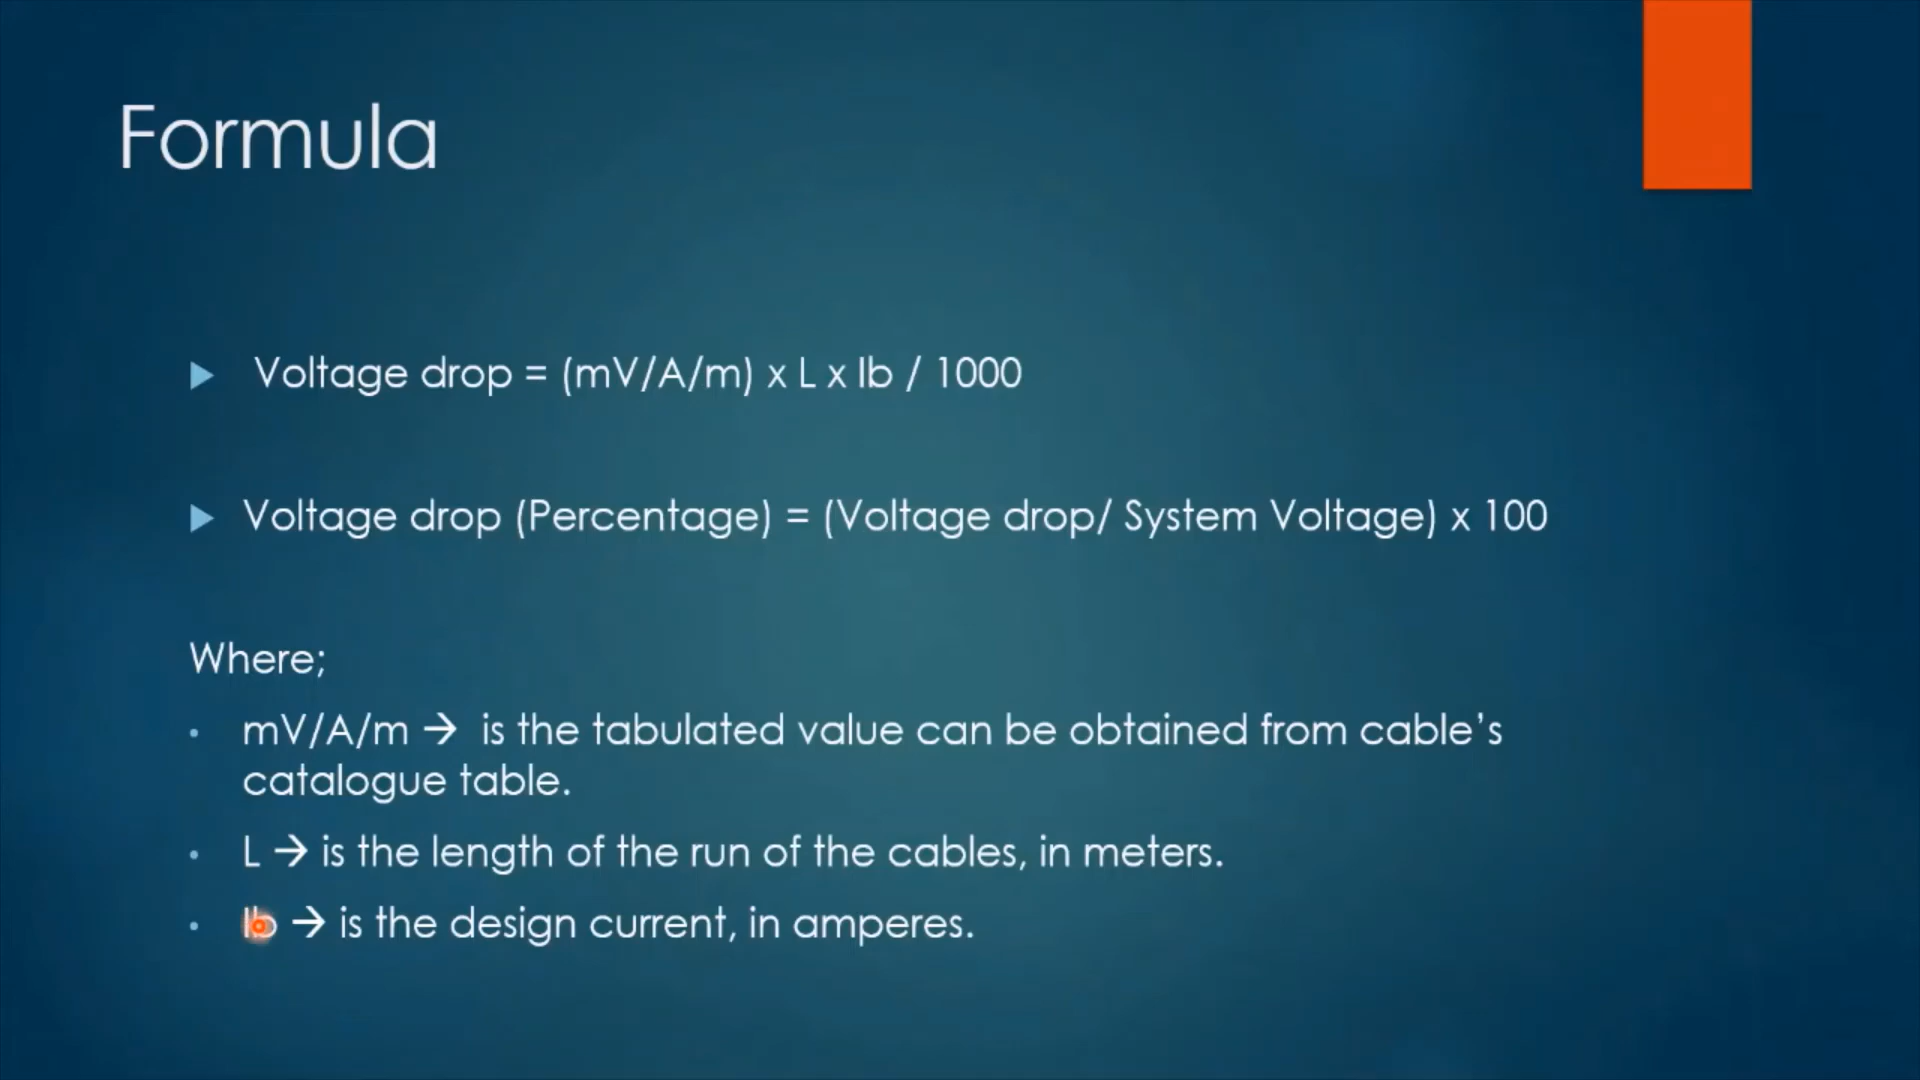 Formula
Voltage drop = (mV/A/m) x L x Ib / 1000
Voltage drop (Percentage) = (Voltage drop/ System Voltage) x 100
Where;
mV/A/m → is the tabulated value can be obtained from cable's
catalogue table.
L → is the length of the run of the cables, in meters.
Ib → is the design current, in amperes.